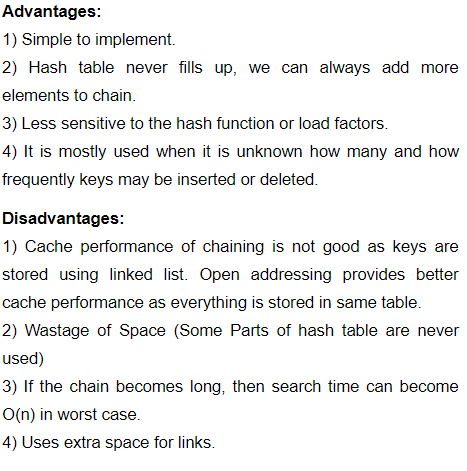 Advantages:
1) Simple to implement.
2) Hash table never fills up, we can always add more
elements to chain.
3) Less sensitive to the hash function or load factors.
4) It is mostly used when it is unknown how many and how
frequently keys may be inserted or deleted.
Disadvantages:
1) Cache performance of chaining is not good as keys are
stored using linked list. Open addressing provides better
cache performance as everything is stored in same table.
2) Wastage of Space (Some Parts of hash table are never
used)
3) If the chain becomes long, then search time can become
O(n) in worst case.
4) Uses extra space for links.